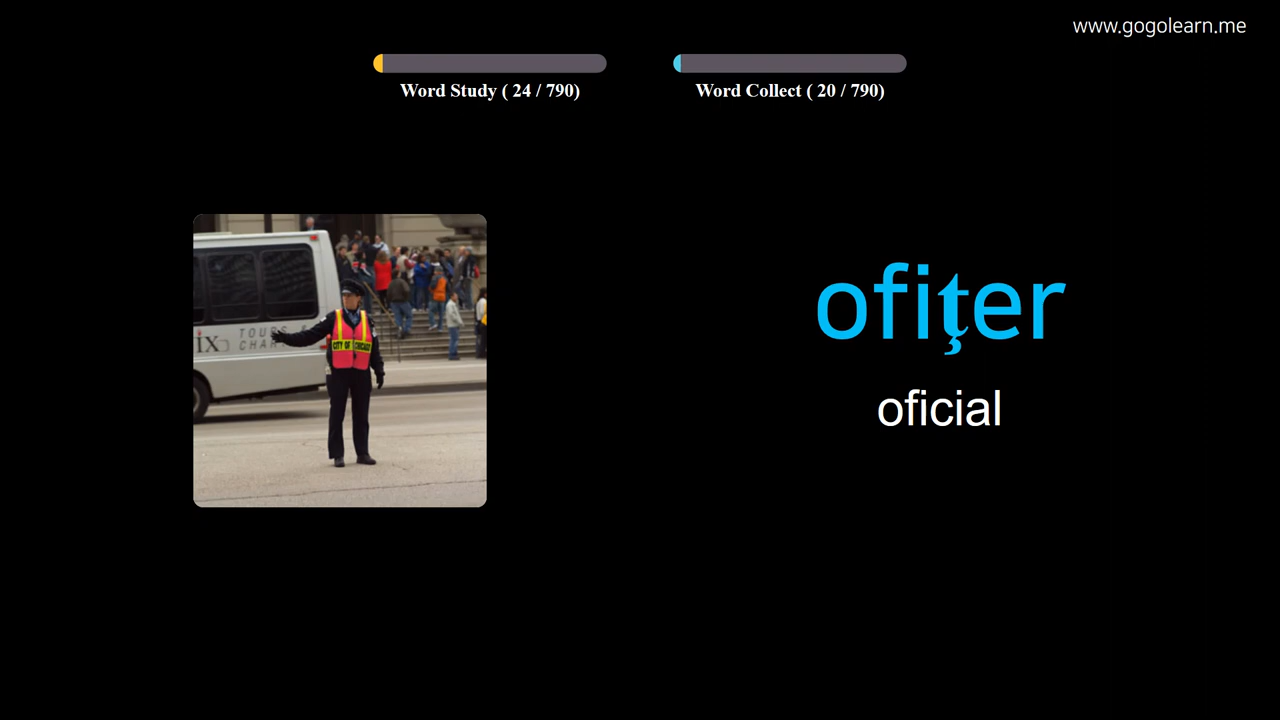 www.gogolearn.me
Word Study ( 24 / 790)
Word Collect ( 20 / 790)
ofiţer
oficial
IX
TOURS &
CHAR
CITY OF CHICAGO